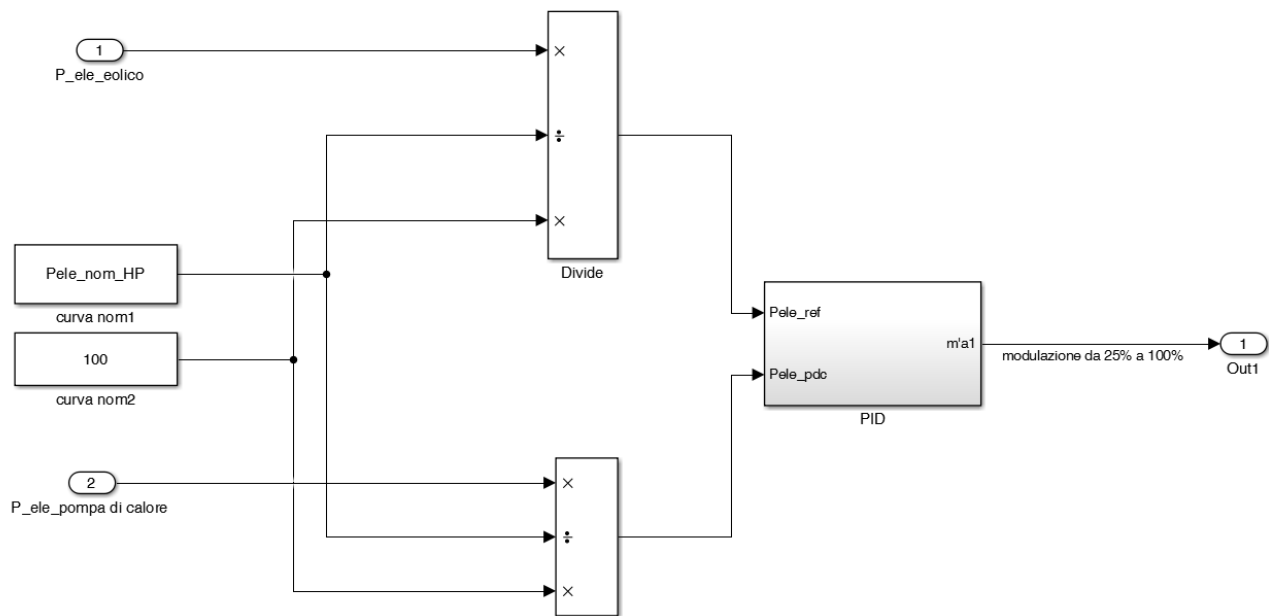 1
P_ele_eolico
×
÷
×
Divide
Pele_nom_HP
curva nom1
100
curva nom2
Pele_ref
Pele_pdc
m'a1
PID
modulazione da 25% a 100%
1
Out1
2
P_ele_pompa di calore
×
÷
×